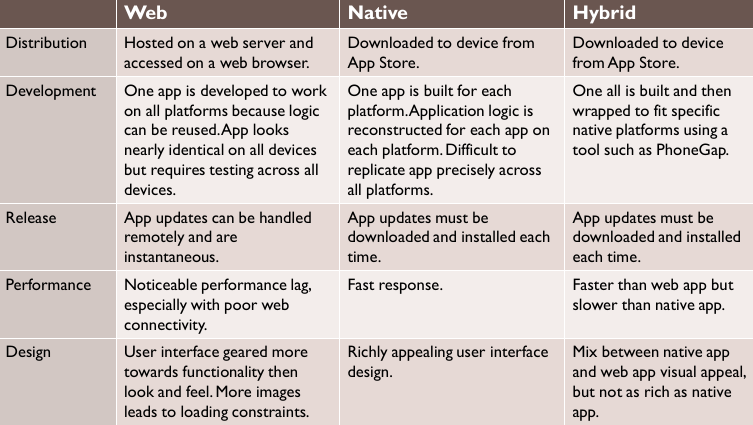 Web
Native
Hybrid
Distribution
Hosted on a web server and
accessed on a web browser.
Downloaded to device from
App Store.
Downloaded to device
from App Store.
Development
One app is developed to work
on all platforms because logic
can be reused. App looks
nearly identical on all devices
but requires testing across all
devices.
One app is built for each
platform. Application logic is
reconstructed for each app on
each platform. Difficult to
replicate app precisely across
all platforms.
One all is built and then
wrapped to fit specific
native platforms using a
tool such as PhoneGap.
Release
App updates can be handled
remotely and are
instantaneous.
App updates must be
downloaded and installed each
time.
App updates must be
downloaded and installed
each time.
Performance
Noticeable performance lag,
especially with poor web
connectivity.
Fast response.
Faster than web app but
slower than native app.
Design
User interface geared more
towards functionality then
look and feel. More images
leads to loading constraints.
Richly appealing user interface
design.
Mix between native app
and web app visual appeal,
but not as rich as native
app.